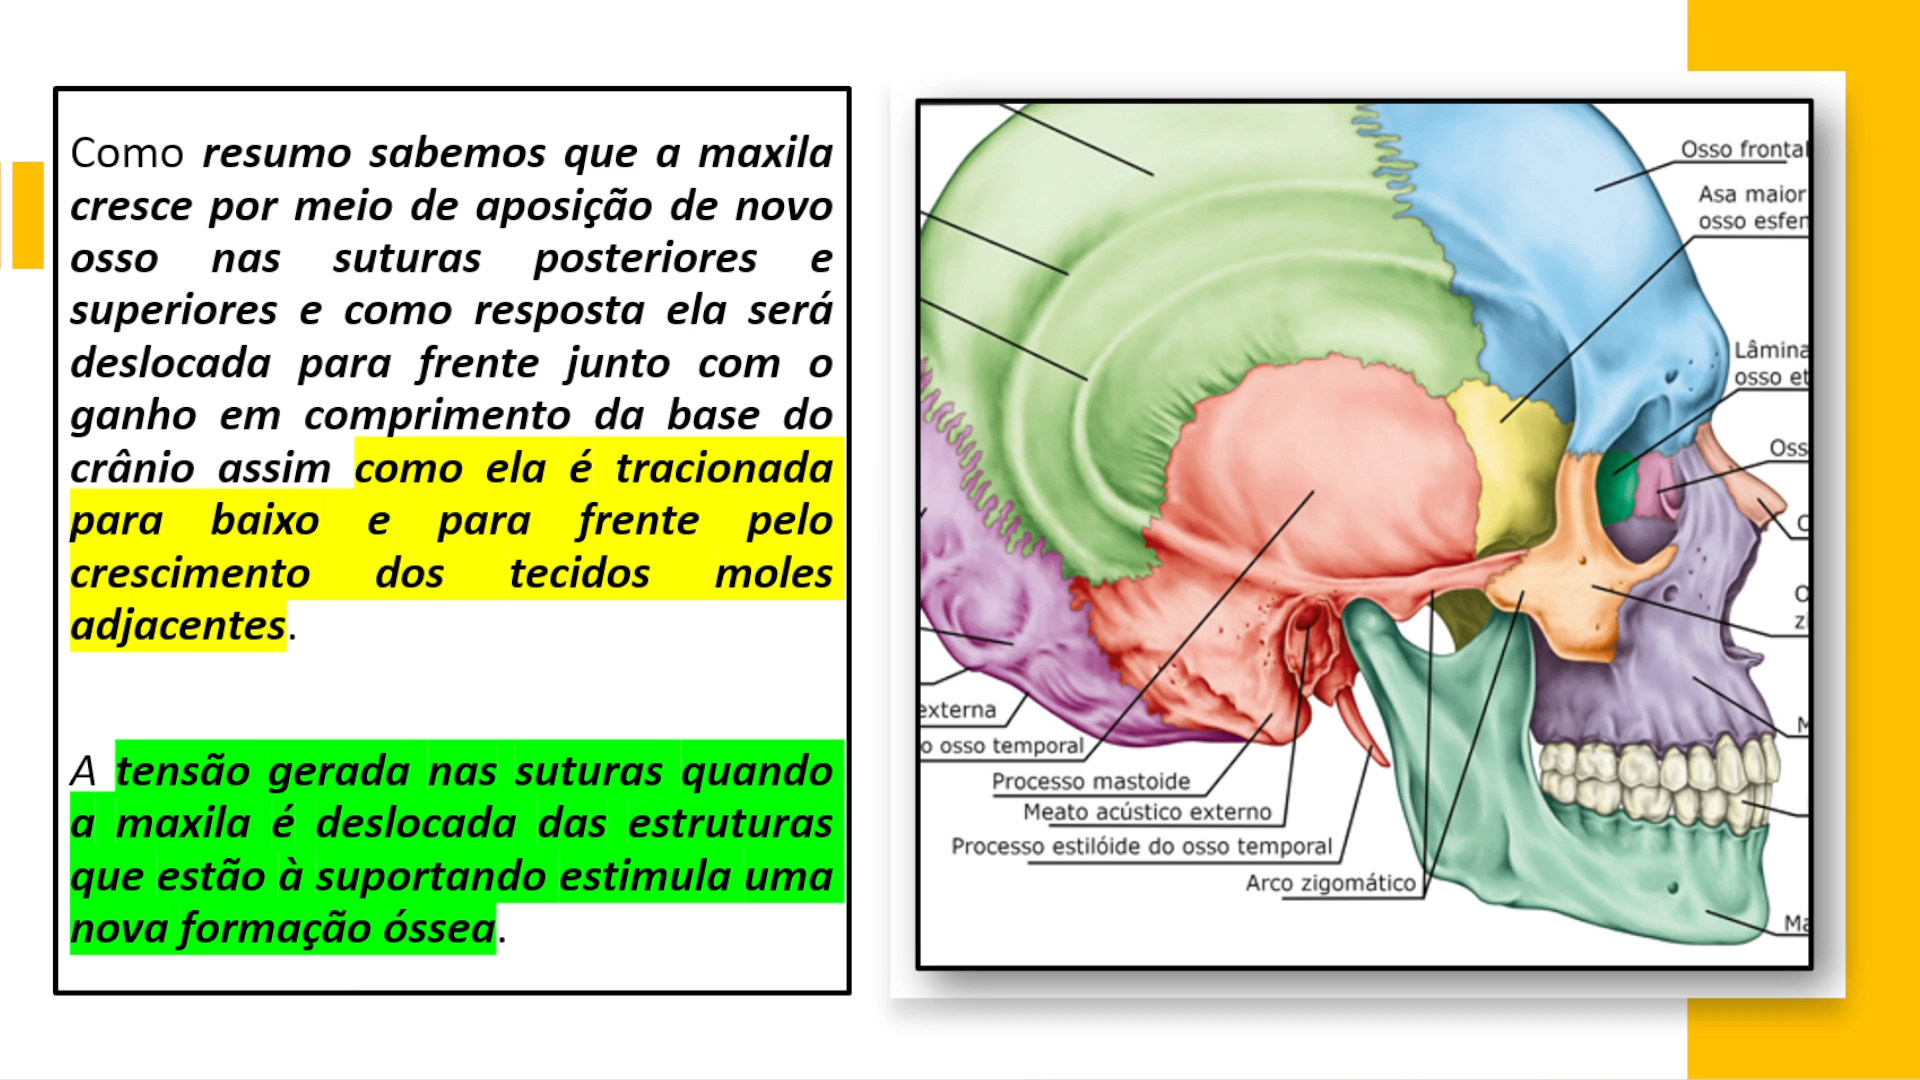 Como resumo sabemos que a maxila
cresce por meio de aposição de novo
osso nas suturas posteriores e
superiores e como resposta ela será
deslocada para frente junto com o
ganho em comprimento da base do
crânio assim como ela é tracionada
para baixo e para frente pelo
crescimento dos tecidos moles
adjacentes.
A tensão gerada nas suturas quando
a maxila é deslocada das estruturas
que estão à suportando estimula uma
nova formação óssea.
Osso frontal
Asa maior
osso esfen
Lâmina
osso et
Oss
O
z
M
Ma
externa
o osso temporal
Processo mastoide
Meato acústico externo
Processo estilóide do osso temporal
Arco zigomático